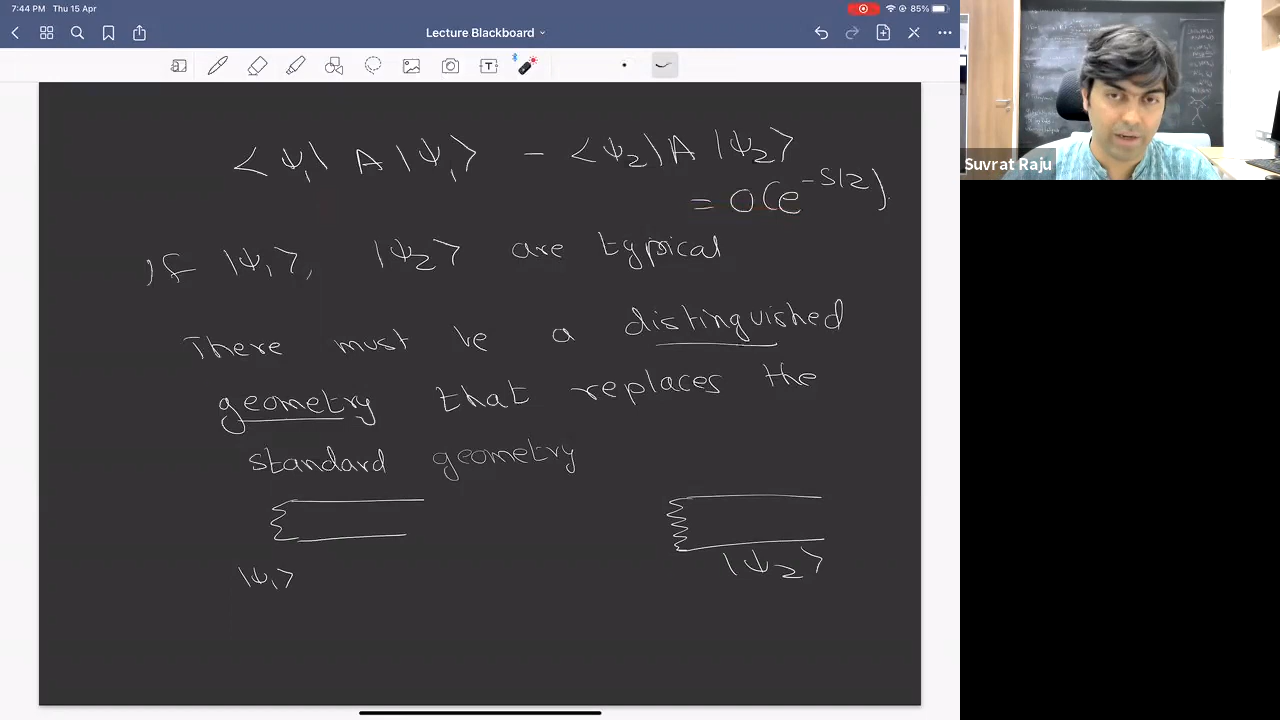 7:44 PM Thu 15 Apr
85%
Lecture Blackboard
<ψ₁| A |ψ₁> - <ψ₂| A |ψ₂>
= O(e^{-S/2}).
if |ψ₁>, |ψ₂> are typical
There must be a distinguished
geometry that replaces the
standard geometry
|ψ₁>
|ψ₂>
Suvrat Raju